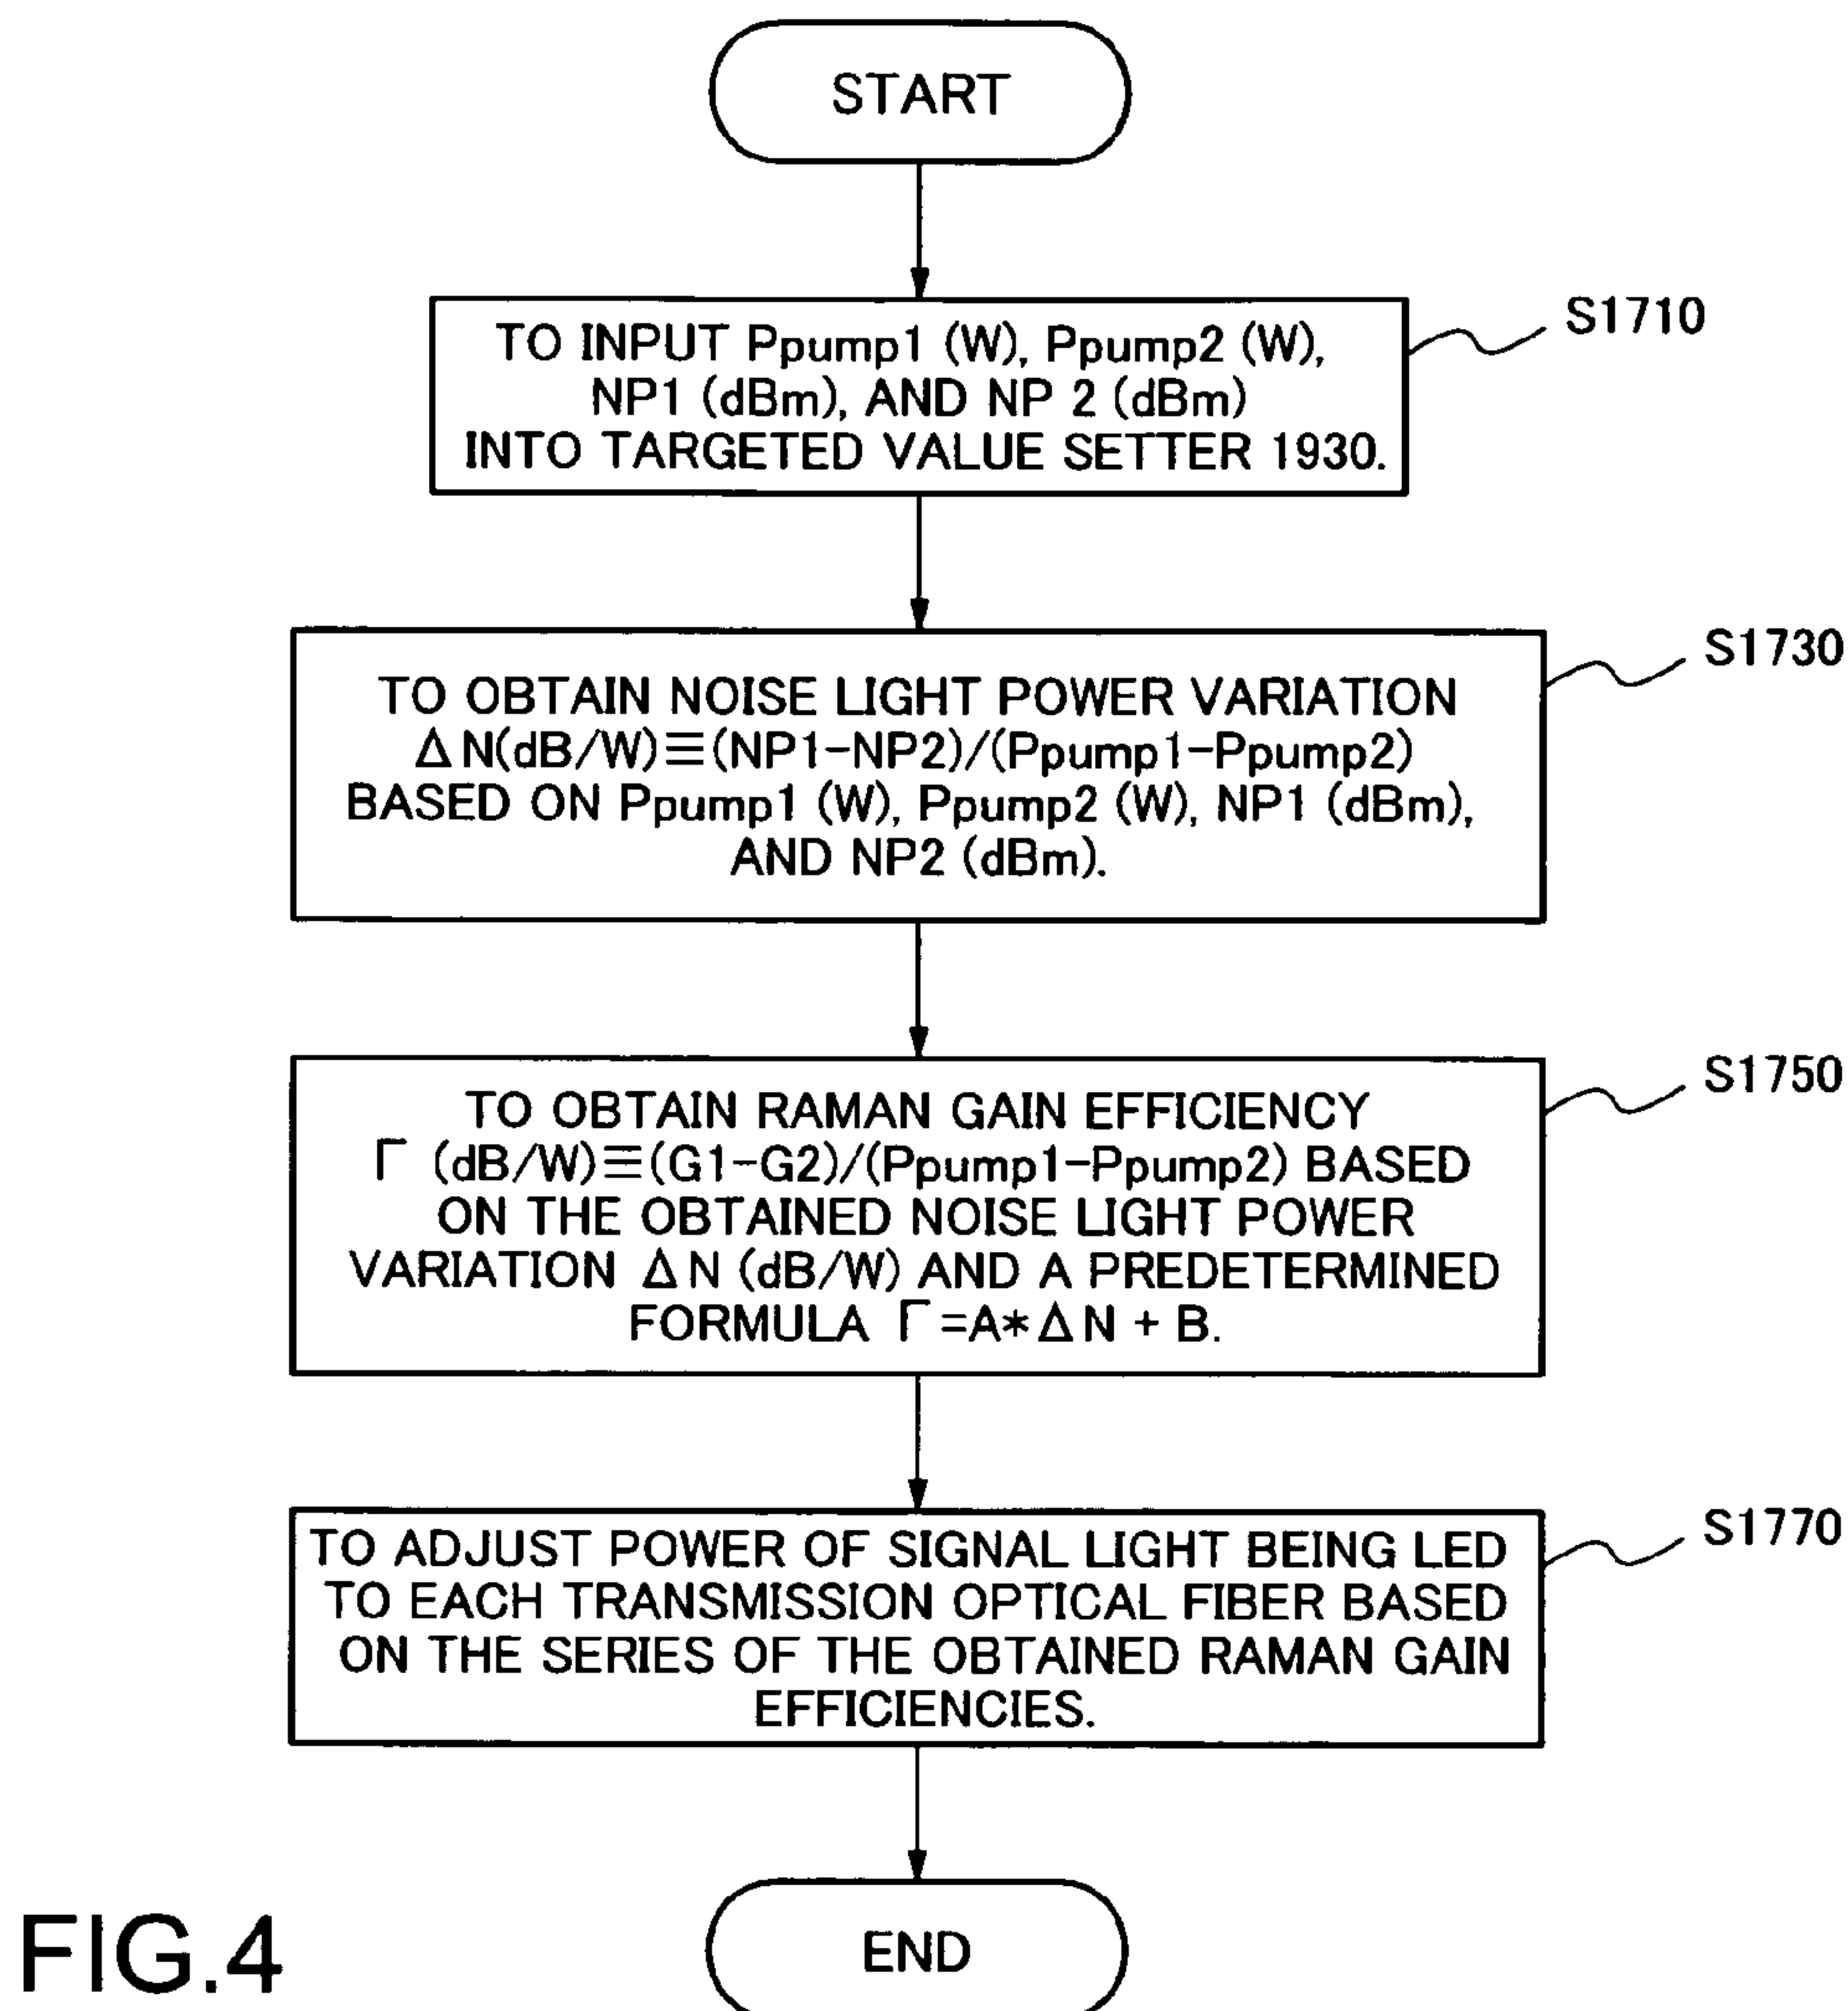 START
TO INPUT Ppump1 (W), Ppump2 (W),
NP1 (dBm), AND NP 2 (dBm)
INTO TARGETED VALUE SETTER 1930.
S1710
TO OBTAIN NOISE LIGHT POWER VARIATION
ΔN(dB/W)≡(NP1-NP2)/(Ppump1-Ppump2)
BASED ON Ppump1 (W), Ppump2 (W), NP1 (dBm),
AND NP2 (dBm).
S1730
TO OBTAIN RAMAN GAIN EFFICIENCY
Γ (dB/W)≡(G1-G2)/(Ppump1-Ppump2) BASED
ON THE OBTAINED NOISE LIGHT POWER
VARIATION ΔN (dB/W) AND A PREDETERMINED
FORMULA Γ=A*ΔN + B.
S1750
TO ADJUST POWER OF SIGNAL LIGHT BEING LED
TO EACH TRANSMISSION OPTICAL FIBER BASED
ON THE SERIES OF THE OBTAINED RAMAN GAIN
EFFICIENCIES.
S1770
END
FIG.4